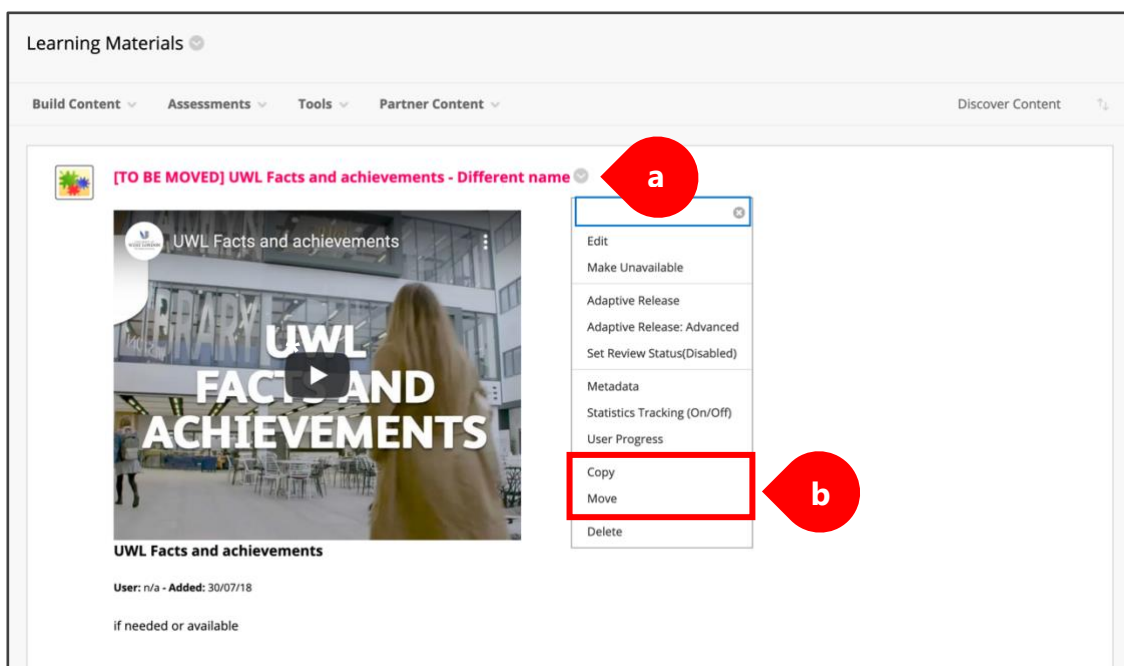 Learning Materials
Build Content Assessments Tools Partner Content Discover Content
[TO BE MOVED] UWL Facts and achievements - Different name
a
UWL Facts and achievements
LIBRARY
UWL
FACTS AND
ACHIEVEMENTS
Edit
Make Unavailable
Adaptive Release
Adaptive Release: Advanced
Set Review Status(Disabled)
Metadata
Statistics Tracking (On/Off)
User Progress
Copy
Move
b
Delete
UWL Facts and achievements
User: n/a - Added: 30/07/18
if needed or available